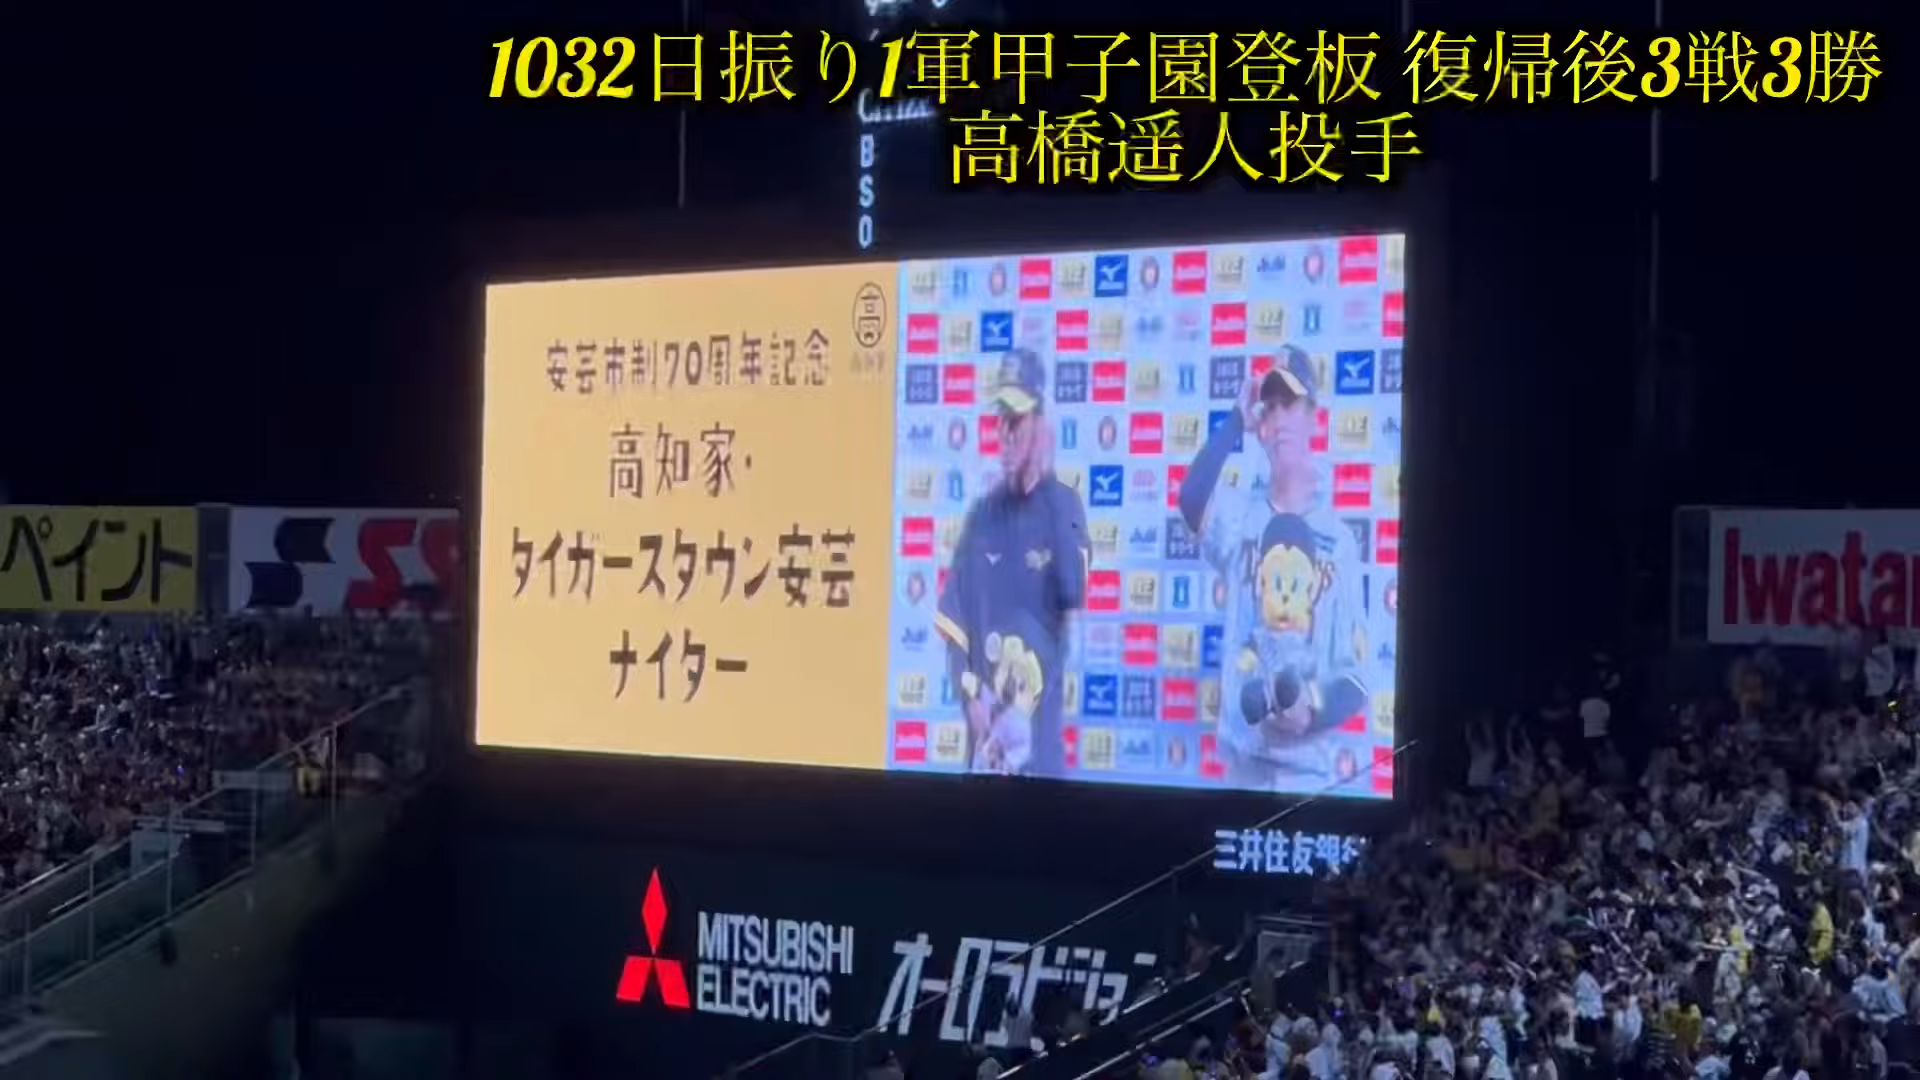 1032日振り1軍甲子園登板 復帰後3戦3勝
高橋遥人投手
B
S
O
高
安芸市制70周年記念
高知家・
タイガースタウン安芸
ナイター
ペイント
Iwata
三井住友銀行
MITSUBISHI
ELECTRIC
オーロラビジョン